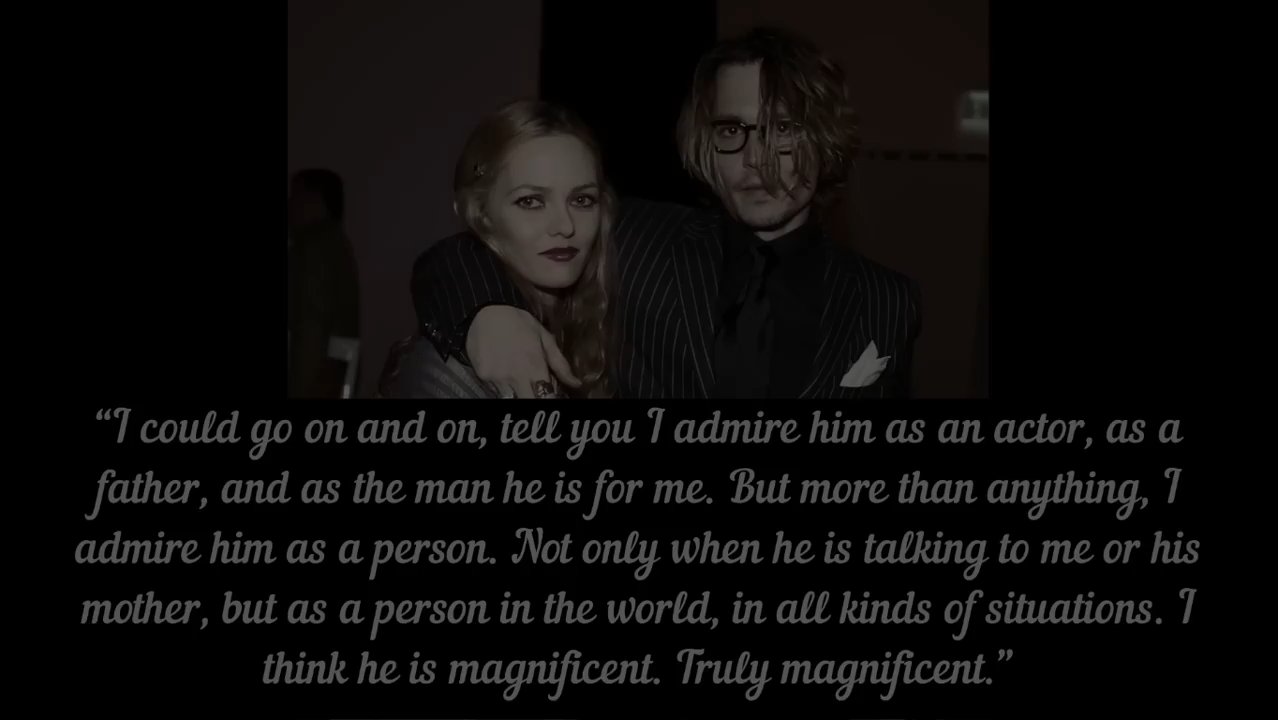 “I could go on and on, tell you I admire him as an actor, as a
father, and as the man he is for me. But more than anything, I
admire him as a person. Not only when he is talking to me or his
mother, but as a person in the world, in all kinds of situations. I
think he is magnificent. Truly magnificent.”